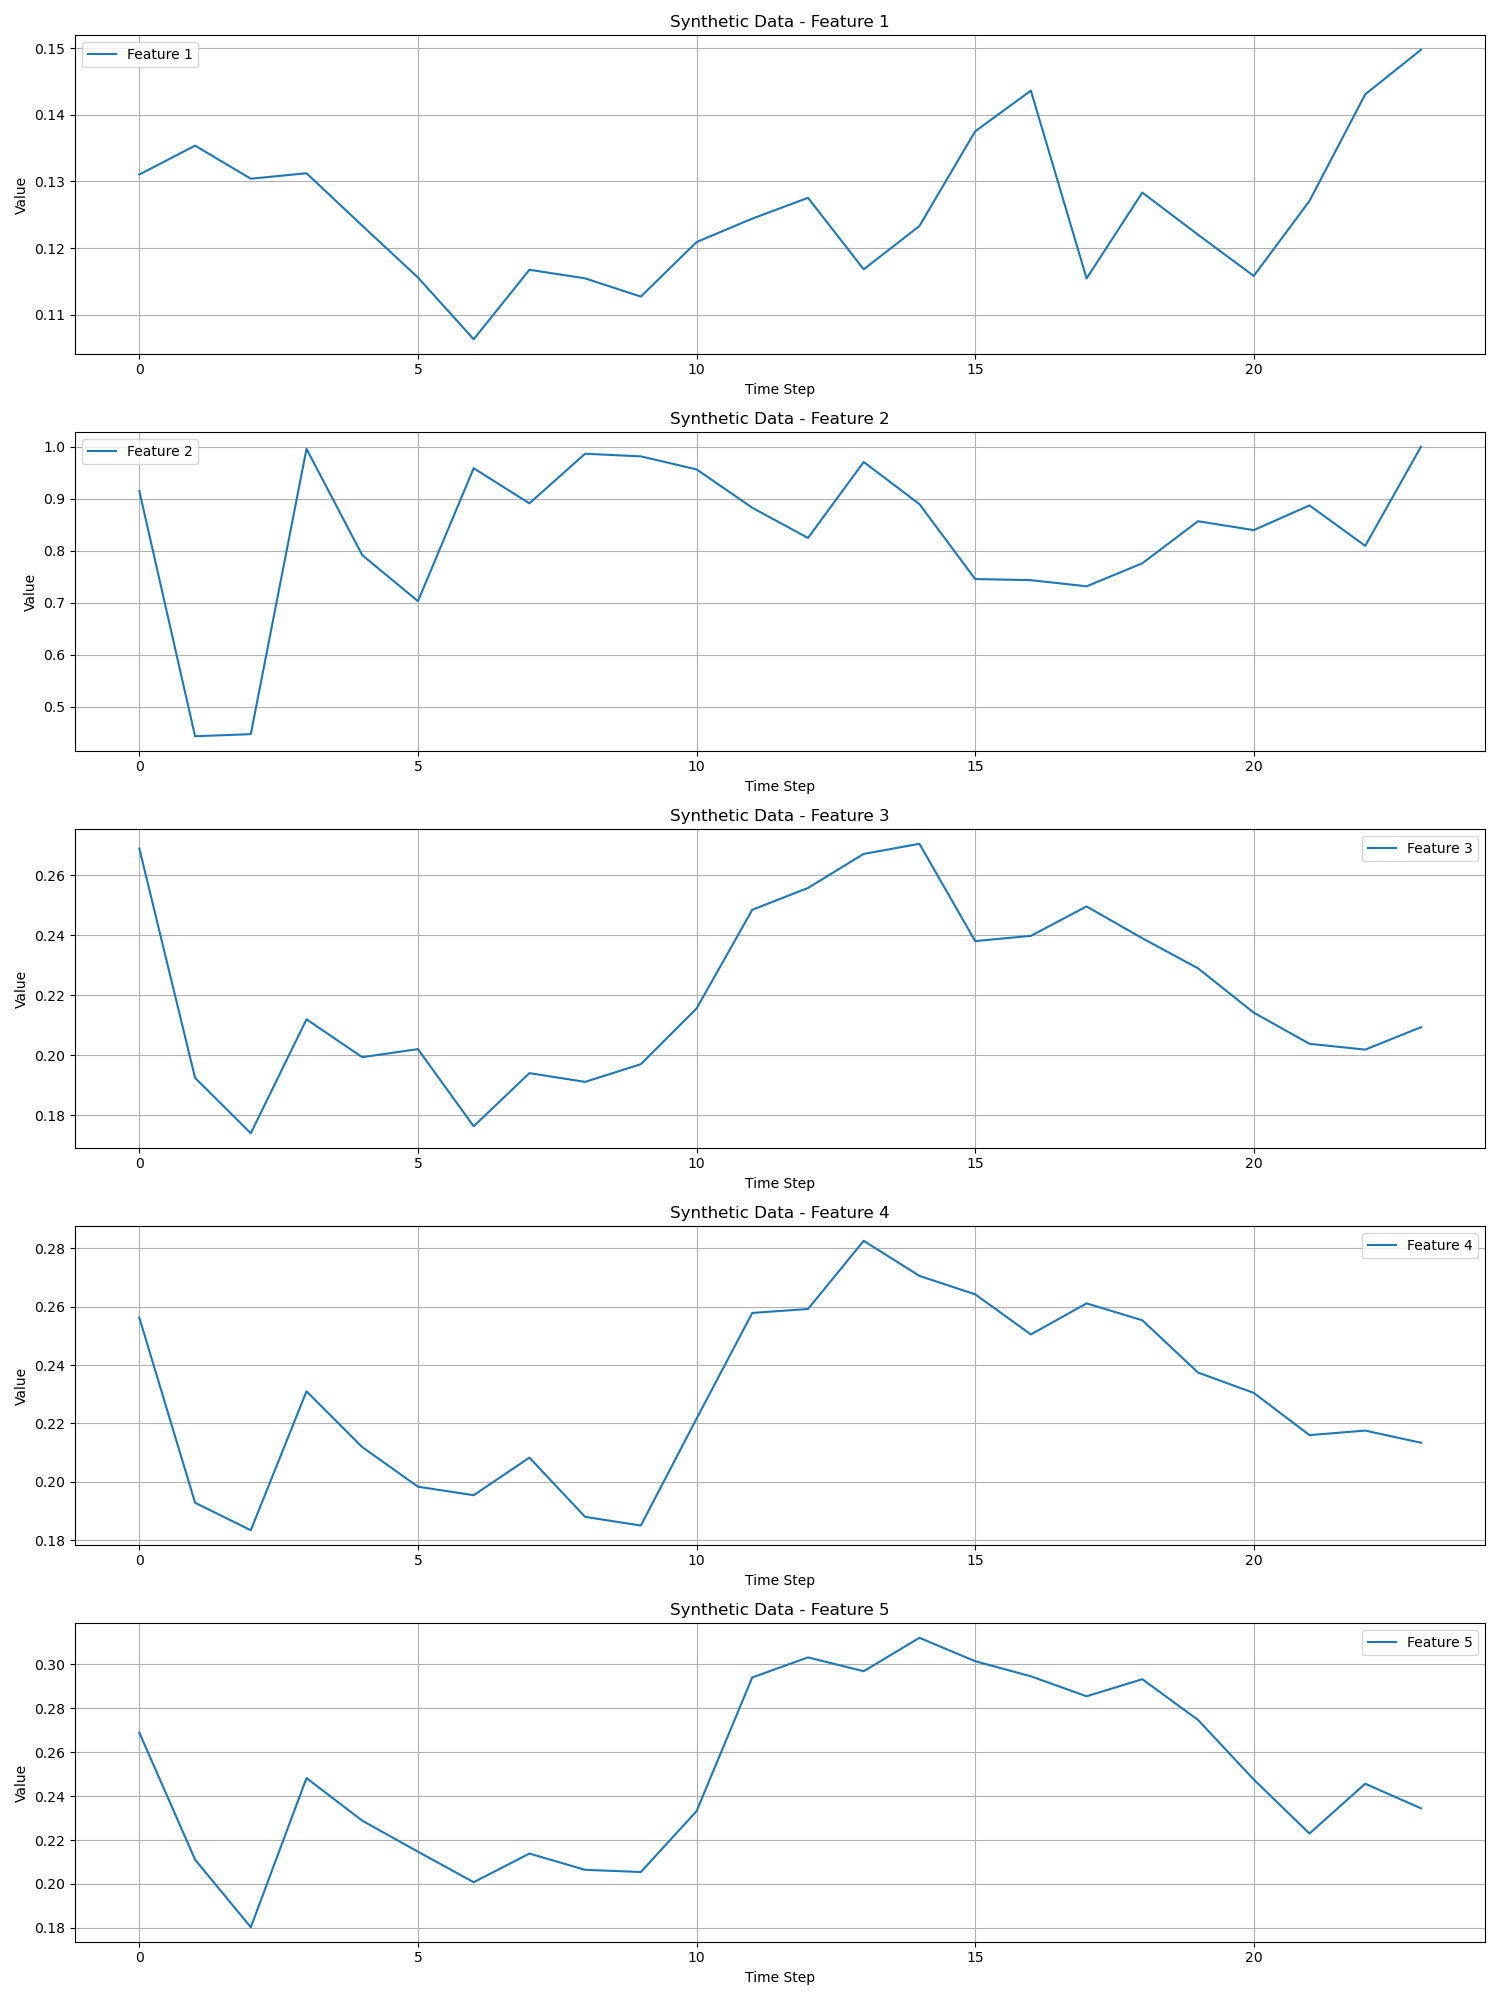 Synthetic Data - Feature 1
Feature 1
0.15
0.14
0.13
0.12
0.11
Value
0 5 10 15 20
Time Step
Synthetic Data - Feature 2
Feature 2
1.0
0.9
0.8
0.7
0.6
0.5
Value
0 5 10 15 20
Time Step
Synthetic Data - Feature 3
Feature 3
0.26
0.24
0.22
0.20
0.18
Value
0 5 10 15 20
Time Step
Synthetic Data - Feature 4
Feature 4
0.28
0.26
0.24
0.22
0.20
0.18
Value
0 5 10 15 20
Time Step
Synthetic Data - Feature 5
Feature 5
0.30
0.28
0.26
0.24
0.22
0.20
0.18
Value
0 5 10 15 20
Time Step